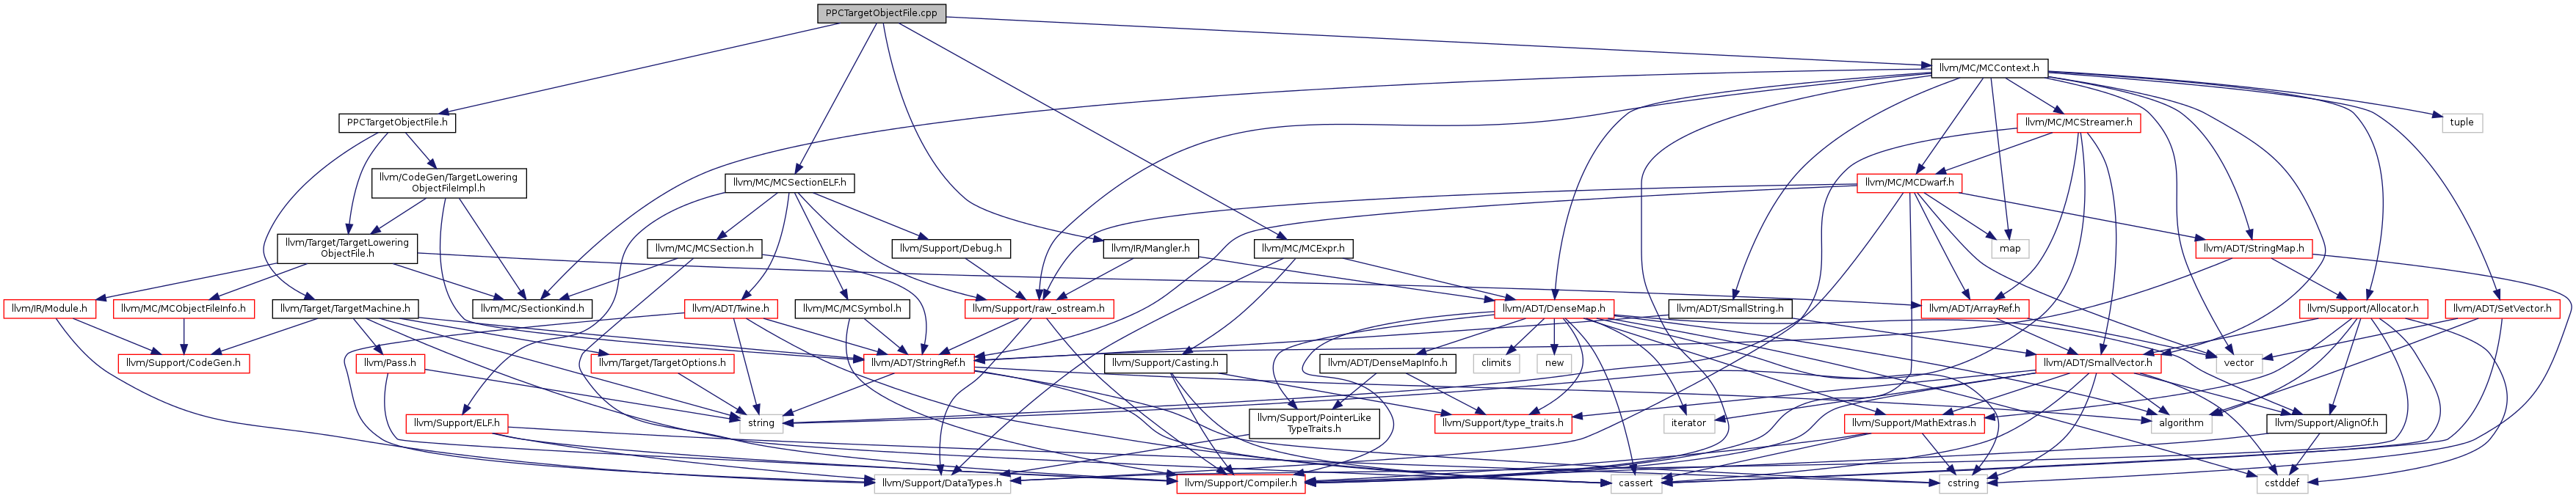 PPCTargetObjectFile.cpp
llvm/MC/MCContext.h
PPCTargetObjectFile.h
llvm/MC/MCStreamer.h
tuple
llvm/CodeGen/TargetLowering
ObjectFileImpl.h
llvm/MC/MCSectionELF.h
llvm/MC/MCDwarf.h
llvm/Target/TargetLowering
ObjectFile.h
llvm/MC/MCSection.h
llvm/Support/Debug.h
llvm/IR/Mangler.h
llvm/MC/MCExpr.h
map
llvm/ADT/StringMap.h
llvm/IR/Module.h
llvm/MC/MCObjectFileInfo.h
llvm/Target/TargetMachine.h
llvm/MC/SectionKind.h
llvm/ADT/Twine.h
llvm/MC/MCSymbol.h
llvm/Support/raw_ostream.h
llvm/ADT/DenseMap.h
llvm/ADT/SmallString.h
llvm/ADT/ArrayRef.h
llvm/Support/Allocator.h
llvm/ADT/SetVector.h
llvm/Support/CodeGen.h
llvm/Pass.h
llvm/Target/TargetOptions.h
llvm/ADT/StringRef.h
llvm/Support/Casting.h
llvm/ADT/DenseMapInfo.h
climits
new
llvm/ADT/SmallVector.h
vector
llvm/Support/ELF.h
string
llvm/Support/PointerLike
TypeTraits.h
llvm/Support/type_traits.h
iterator
llvm/Support/MathExtras.h
algorithm
llvm/Support/AlignOf.h
llvm/Support/DataTypes.h
llvm/Support/Compiler.h
cassert
cstring
cstddef